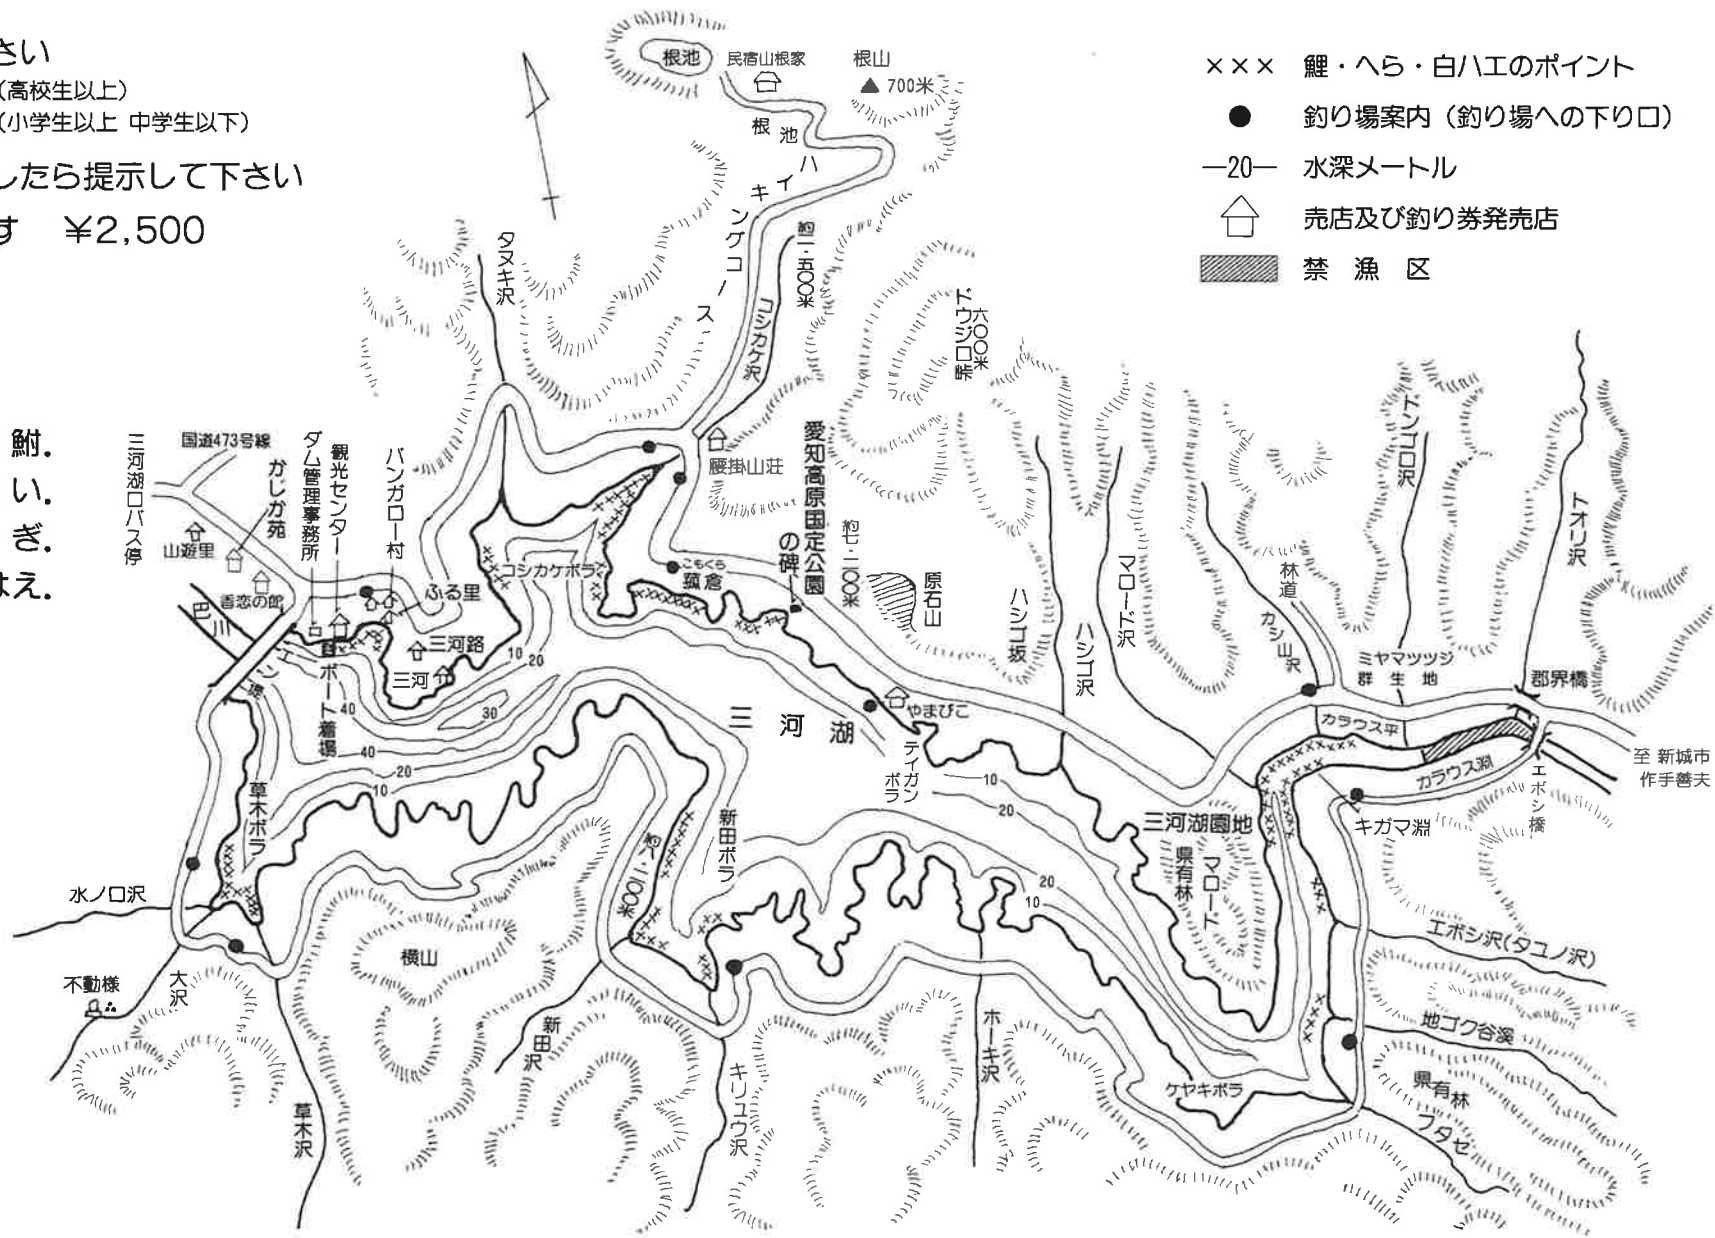 さい
(高校生以上)
(小学生以上 中学生以下)
したら提示して下さい
す ¥2,500
鮒.
い.
ぎ.
はえ.
××× 鯉・へら・白ハエのポイント
● 釣り場案内（釣り場への下り口）
—20— 水深メートル
売店及び釣り券発売店
禁漁区
根池
民宿山根家
根山
▲700米
根池ハイキングコース
約一・五〇〇米
コシカケ沢
タヌキ沢
六〇〇米
ドウジロ峠
国道473号線
三河湖口バス停
かじか苑
山遊里
香恋の館
ダム管理事務所
観光センター
バンガロー村
ふる里
三河路
三河
ボート着場
巴川
エン堤
腰掛山荘
コシカケボラ
こもくら
菰倉
愛知高原国定公園の碑
原石山
ハシゴ坂
ハシゴ沢
マロード沢
林道
カシ山沢
トンゴロ沢
トオリ沢
ミヤマツツジ
群生地
郡界橋
カラウス平
カラウス淵
エボシ橋
至 新城市
作手善夫
キガマ淵
やまびこ
三河湖
ティガンボラ
三河湖園地
県有林
マロード
10
20
30
40
40
20
10
10
20
20
10
草木ボラ
新田ボラ
水ノ口沢
不動様
大沢
横山
新田沢
草木沢
キリュウ沢
ホーキ沢
ケヤキボラ
エボシ沢(タユノ沢)
地ゴク谷溪
県有林
フタセ